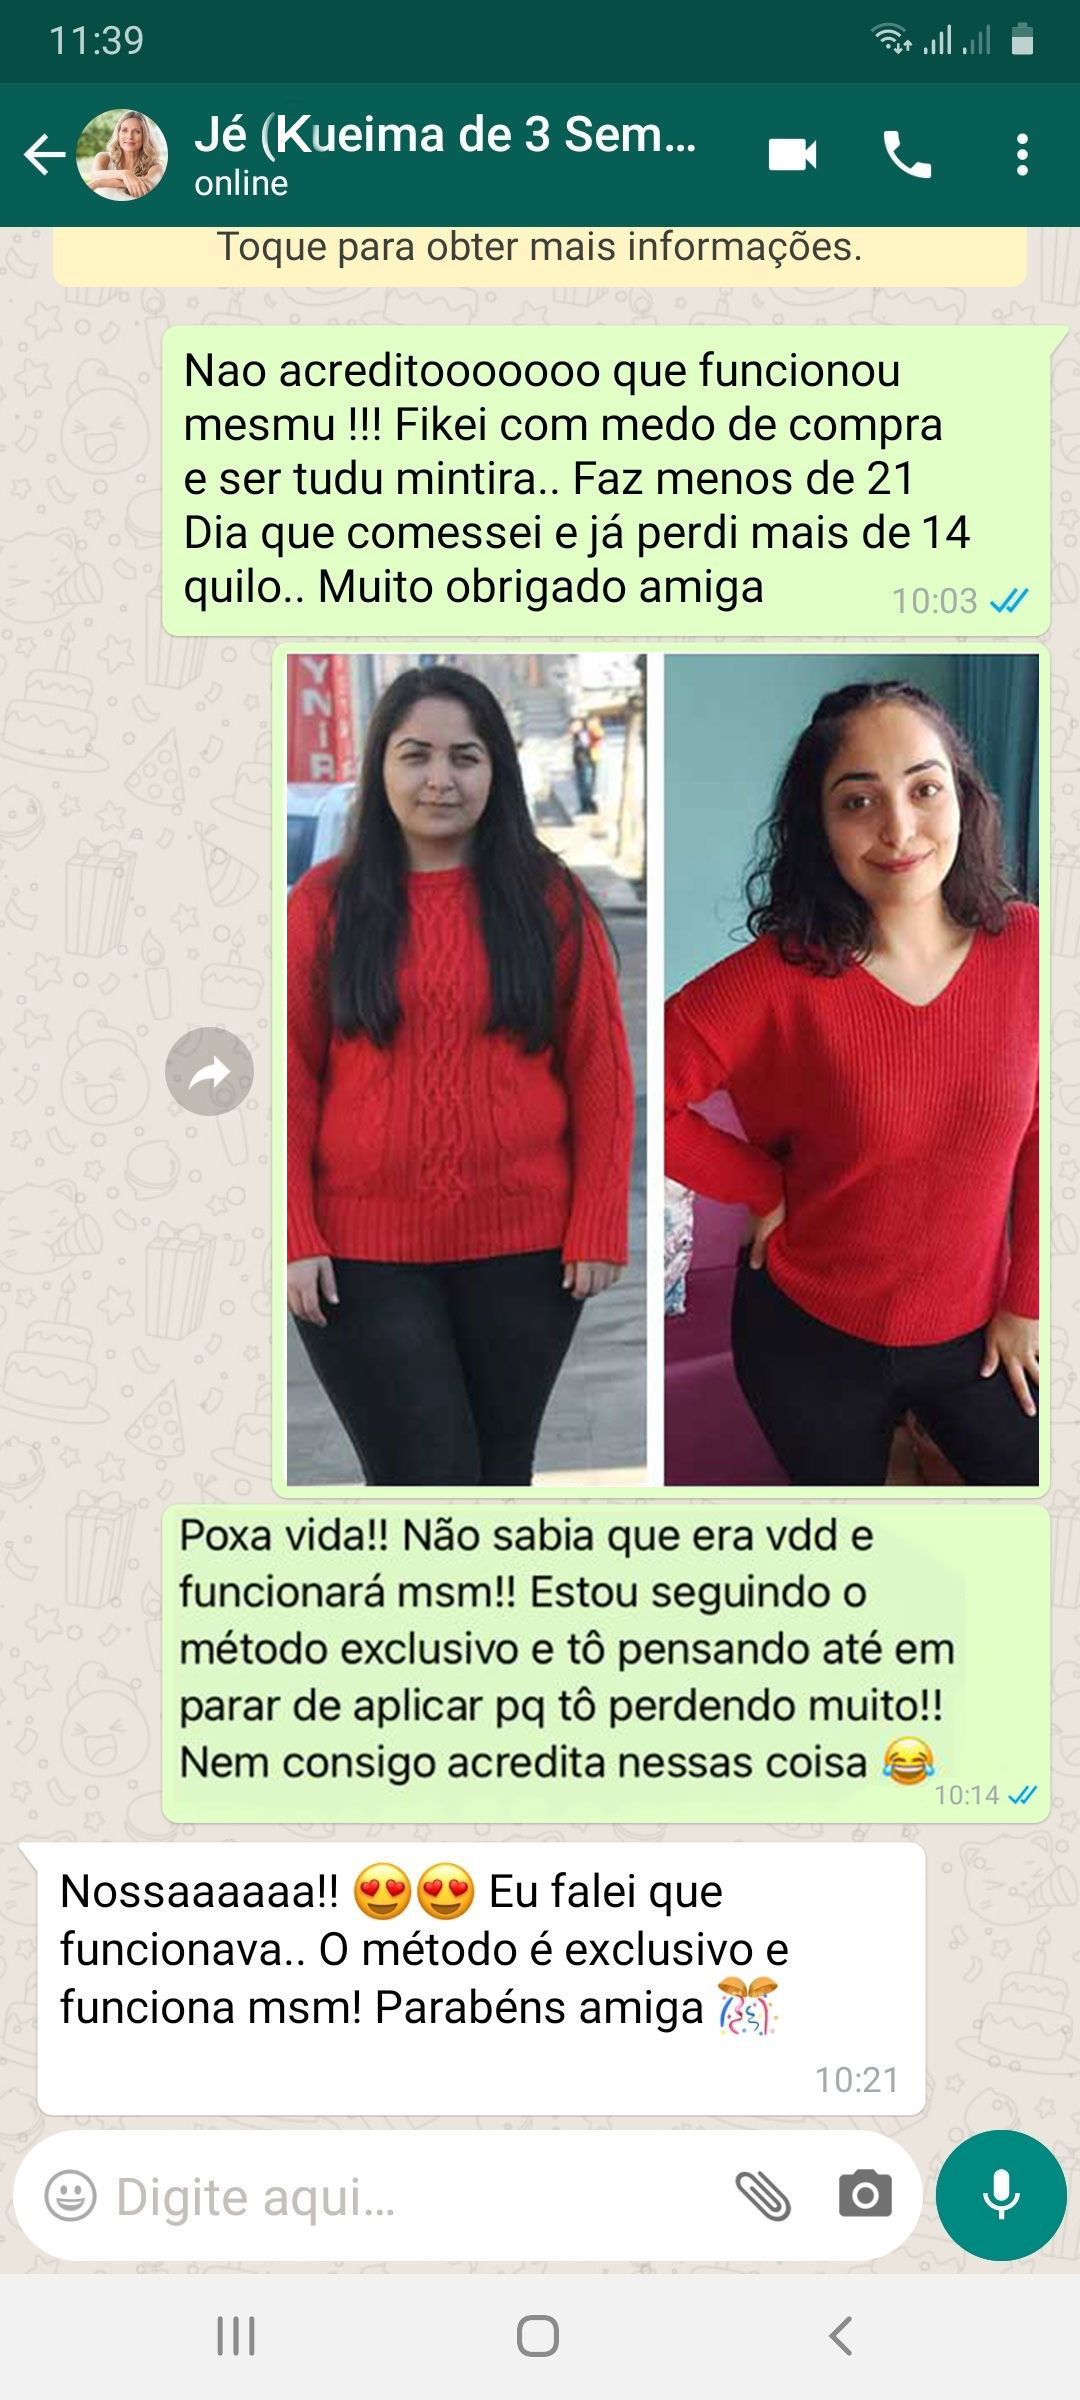 11:39
Jé (Kueima de 3 Sem...
online
Toque para obter mais informações.
Nao acreditooooooo que funcionou
mesmu !!! Fikei com medo de compra
e ser tudu mintira.. Faz menos de 21
Dia que comessei e já perdi mais de 14
quilo.. Muito obrigado amiga
10:03
YNİR
Poxa vida!! Não sabia que era vdd e
funcionará msm!! Estou seguindo o
método exclusivo e tô pensando até em
parar de aplicar pq tô perdendo muito!!
Nem consigo acredita nessas coisa 😂
10:14
Nossaaaaaa!! 😍😍 Eu falei que
funcionava.. O método é exclusivo e
funciona msm! Parabéns amiga 🎊
10:21
Digite aqui...